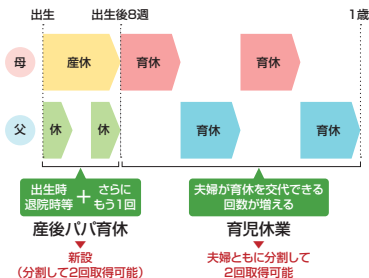 出生
出生後8週
1歳
母
産休
育休
育休
父
休
休
育休
育休
出生時
退院時等
+
さらに
もう1回
夫婦が育休を交代できる
回数が増える
産後パパ育休
育児休業
新設
(分割して2回取得可能)
夫婦ともに分割して
2回取得可能